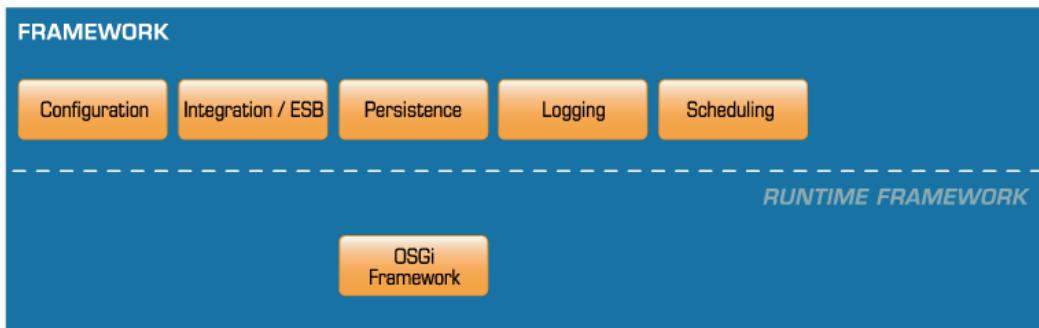 FRAMEWORK
Configuration
Integration / ESB
Persistence
Logging
Scheduling
RUNTIME FRAMEWORK
OSGi
Framework